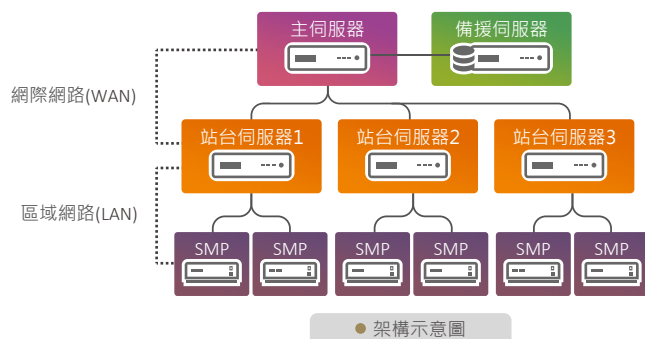 主伺服器
備援伺服器
網際網路(WAN)
站台伺服器1
站台伺服器2
站台伺服器3
區域網路(LAN)
SMP
SMP
SMP
SMP
SMP
SMP
架構示意圖